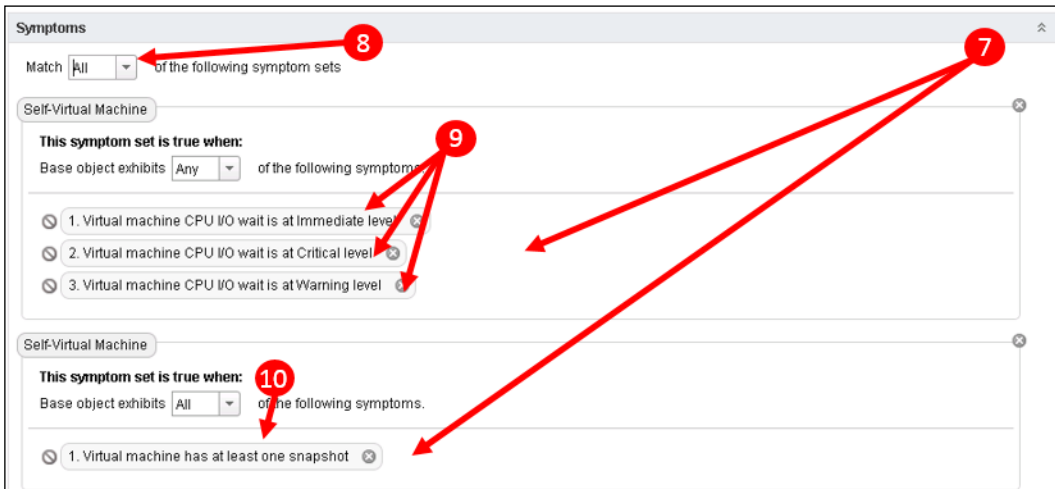 Symptoms
8
7
Match All of the following symptom sets
Self-Virtual Machine
This symptom set is true when:
9
Base object exhibits Any of the following symptoms.
1. Virtual machine CPU I/O wait is at Immediate level
2. Virtual machine CPU I/O wait is at Critical level
3. Virtual machine CPU I/O wait is at Warning level
Self-Virtual Machine
This symptom set is true when:
10
Base object exhibits All of the following symptoms.
1. Virtual machine has at least one snapshot